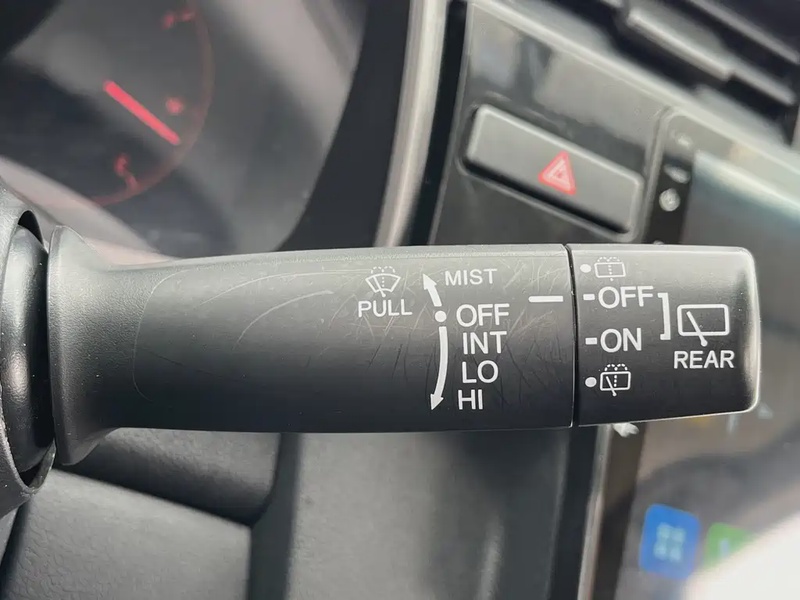 PULL
MIST
OFF
INT
LO
HI
OFF
ON
REAR